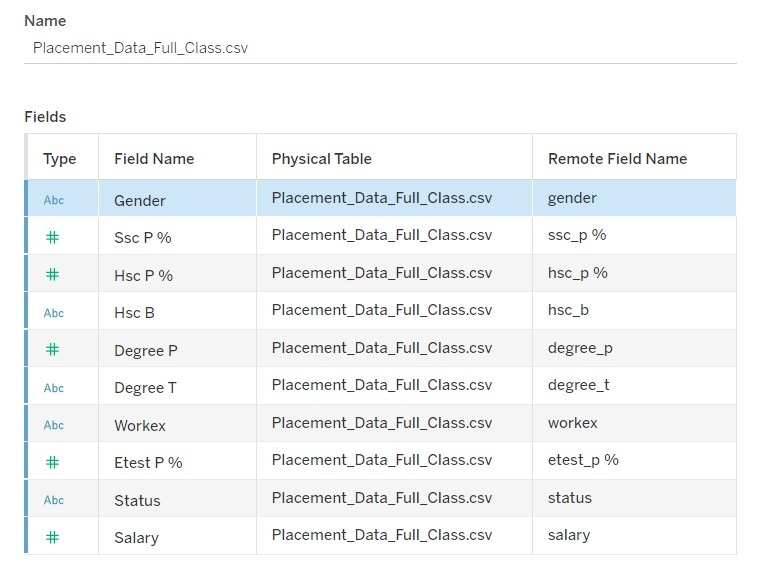 Name
Placement_Data_Full_Class.csv
Fields
Type Field Name Physical Table Remote Field Name
Abc Gender Placement_Data_Full_Class.csv gender
# Ssc P % Placement_Data_Full_Class.csv ssc_p %
# Hsc P % Placement_Data_Full_Class.csv hsc_p %
Abc Hsc B Placement_Data_Full_Class.csv hsc_b
# Degree P Placement_Data_Full_Class.csv degree_p
Abc Degree T Placement_Data_Full_Class.csv degree_t
Abc Workex Placement_Data_Full_Class.csv workex
# Etest P % Placement_Data_Full_Class.csv etest_p %
Abc Status Placement_Data_Full_Class.csv status
# Salary Placement_Data_Full_Class.csv salary